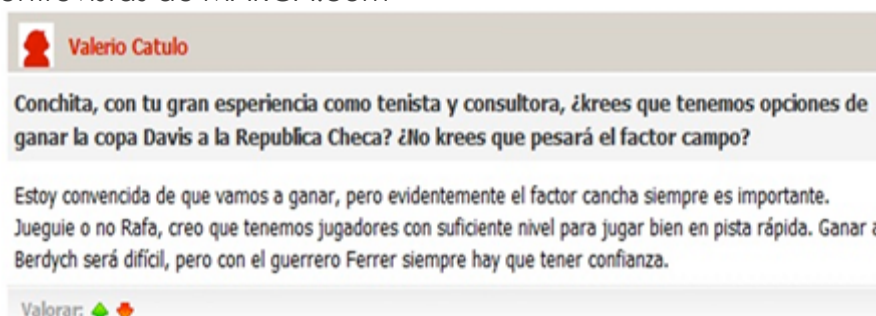 entrevistas de MARCA.com
Valerio Catulo
Conchita, con tu gran esperiencia como tenista y consultora, ¿krees que tenemos opciones de
ganar la copa Davis a la Republica Checa? ¿No krees que pesará el factor campo?
Estoy convencida de que vamos a ganar, pero evidentemente el factor cancha siempre es importante.
Jueguie o no Rafa, creo que tenemos jugadores con suficiente nivel para jugar bien en pista rápida. Ganar a
Berdych será difícil, pero con el guerrero Ferrer siempre hay que tener confianza.
Valorar: